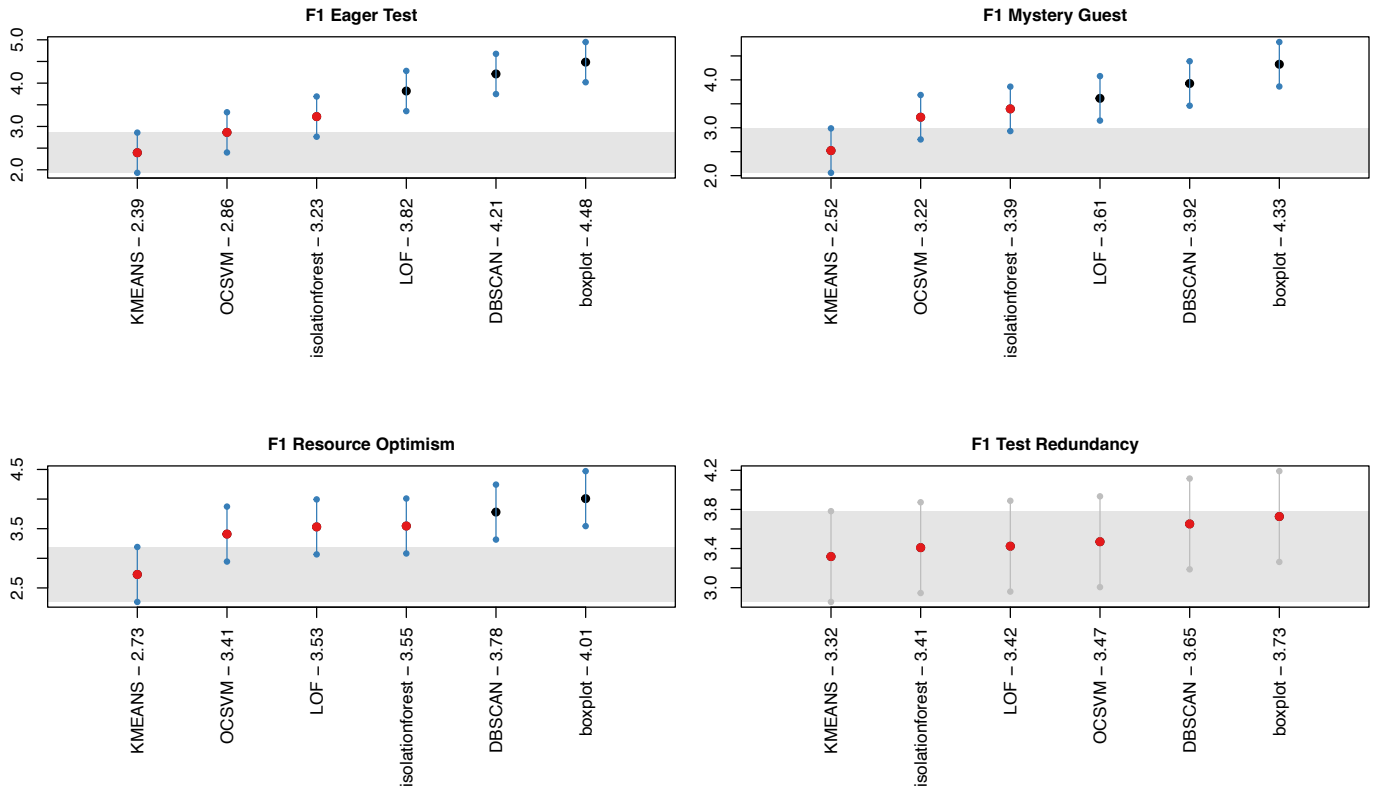 F1 Eager Test
5.0
4.0
3.0
2.0
KMEANS – 2.39
OCSVM – 2.86
isolationforest – 3.23
LOF – 3.82
DBSCAN – 4.21
boxplot – 4.48
F1 Mystery Guest
4.0
3.0
2.0
KMEANS – 2.52
OCSVM – 3.22
isolationforest – 3.39
LOF – 3.61
DBSCAN – 3.92
boxplot – 4.33
F1 Resource Optimism
4.5
3.5
2.5
KMEANS – 2.73
OCSVM – 3.41
LOF – 3.53
isolationforest – 3.55
DBSCAN – 3.78
boxplot – 4.01
F1 Test Redundancy
4.2
3.8
3.4
3.0
KMEANS – 3.32
isolationforest – 3.41
LOF – 3.42
OCSVM – 3.47
DBSCAN – 3.65
boxplot – 3.73